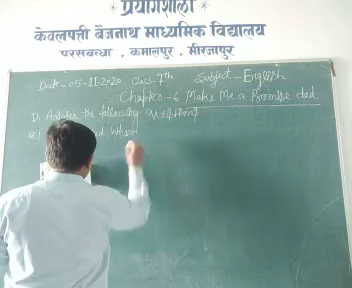 * प्रयोगशाला *
केवलपत्ती बैजनाथ माध्यमिक विद्यालय
परसबन्धा, कमालपुर, मीरजापुर
Date-05-11-2020 Class-7th Subject-English
Chapter-6 Make Me a Promise dad
D. Answer the following questions
a)